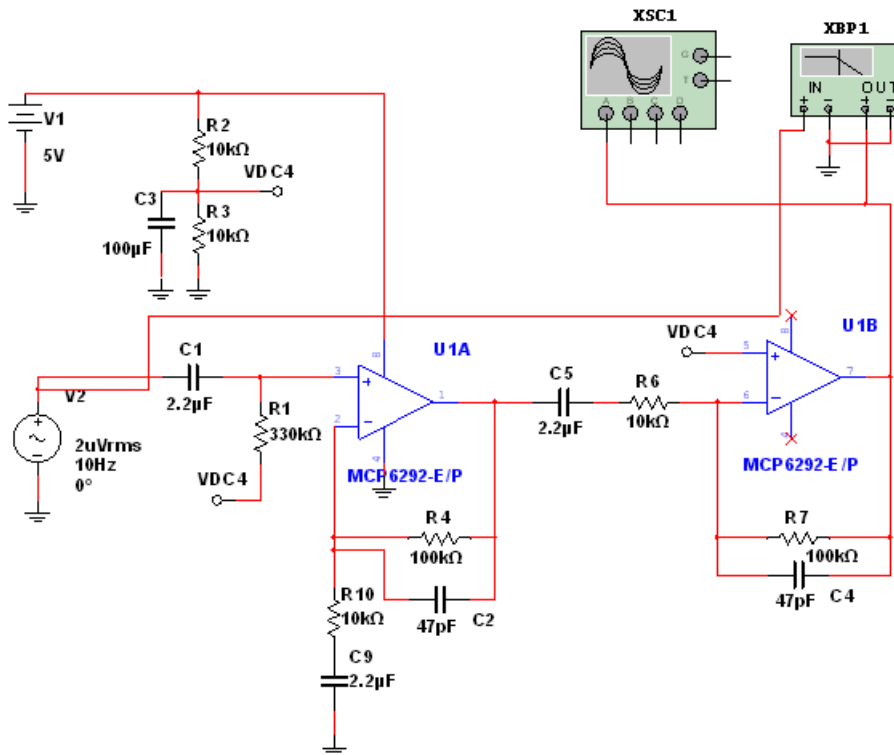 XSC1
XBP1
G
T
A B C D
IN OUT
+ − + −
V1
5V
R2
10kΩ
VDC4
C3
100µF
R3
10kΩ
V2
2uVrms
10Hz
0°
C1
2.2µF
R1
330kΩ
VDC4
U1A
3
2
8
1
4
MCP6292-E/P
R4
100kΩ
47pF
C2
R10
10kΩ
C9
2.2µF
C5
2.2µF
R6
10kΩ
VDC4
U1B
5
6
8
7
4
MCP6292-E/P
R7
100kΩ
47pF
C4